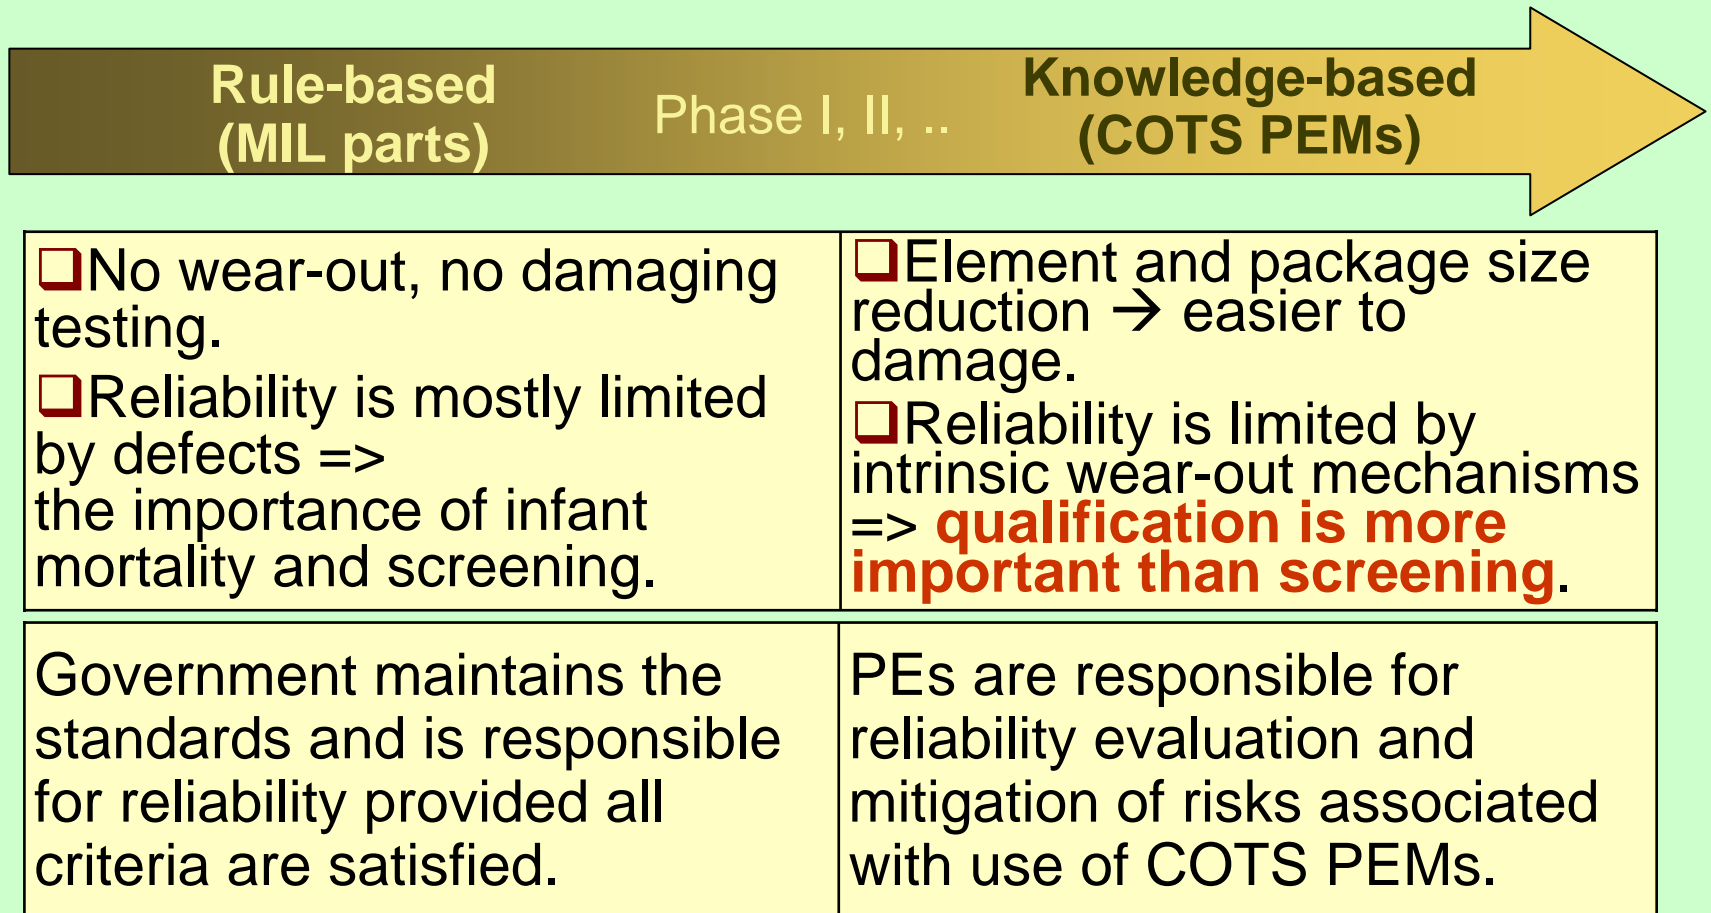 Rule-based
(MIL parts)
Phase I, II, ..
Knowledge-based
(COTS PEMs)
❑No wear-out, no damaging
testing.
❑Reliability is mostly limited
by defects =>
the importance of infant
mortality and screening.
❑Element and package size
reduction → easier to
damage.
❑Reliability is limited by
intrinsic wear-out mechanisms
=> qualification is more
important than screening.
Government maintains the
standards and is responsible
for reliability provided all
criteria are satisfied.
PEs are responsible for
reliability evaluation and
mitigation of risks associated
with use of COTS PEMs.